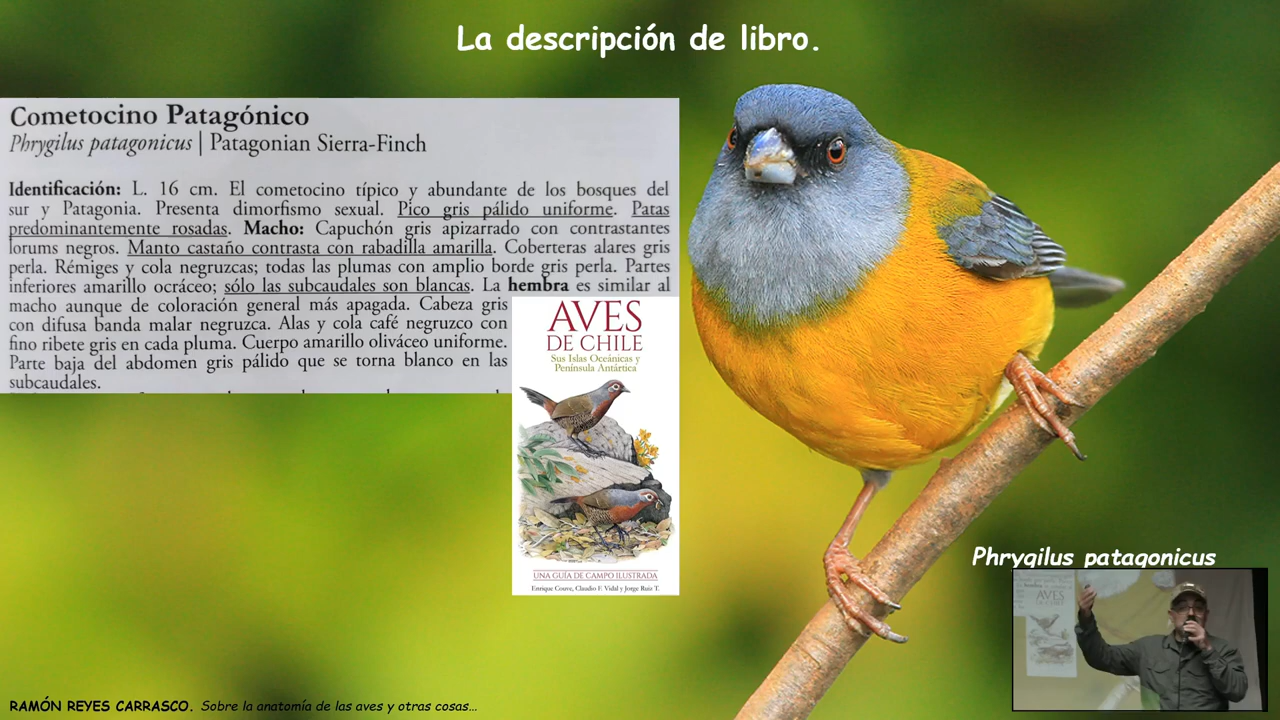 La descripción de libro.
Cometocino Patagónico
Phrygilus patagonicus | Patagonian Sierra-Finch
Identificación: L. 16 cm. El cometocino típico y abundante de los bosques del
sur y Patagonia. Presenta dimorfismo sexual. Pico gris pálido uniforme. Patas
predominantemente rosadas. Macho: Capuchón gris apizarrado con contrastantes
lorums negros. Manto castaño contrasta con rabadilla amarilla. Coberteras alares gris
perla. Rémiges y cola negruzcas; todas las plumas con amplio borde gris perla. Partes
inferiores amarillo ocráceo; sólo las subcaudales son blancas. La hembra es similar al
macho aunque de coloración general más apagada. Cabeza gris
con difusa banda malar negruzca. Alas y cola café negruzco con
fino ribete gris en cada pluma. Cuerpo amarillo oliváceo uniforme.
Parte baja del abdomen gris pálido que se torna blanco en las
subcaudales.
AVES
DE CHILE
Sus Islas Oceánicas y
Península Antártica
UNA GUÍA DE CAMPO ILUSTRADA
Enrique Couve, Claudio F. Vidal y Jorge Ruiz T.
Phrygilus patagonicus
AVES
DE CHILE
RAMÓN REYES CARRASCO. Sobre la anatomía de las aves y otras cosas...